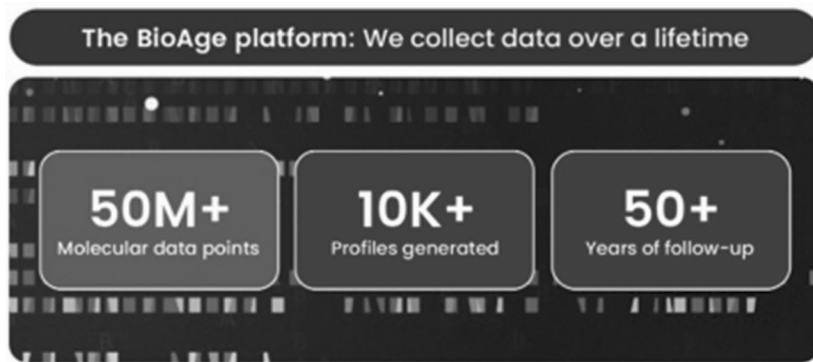 The BioAge platform: We collect data over a lifetime
50M+
Molecular data points
10K+
Profiles generated
50+
Years of follow-up